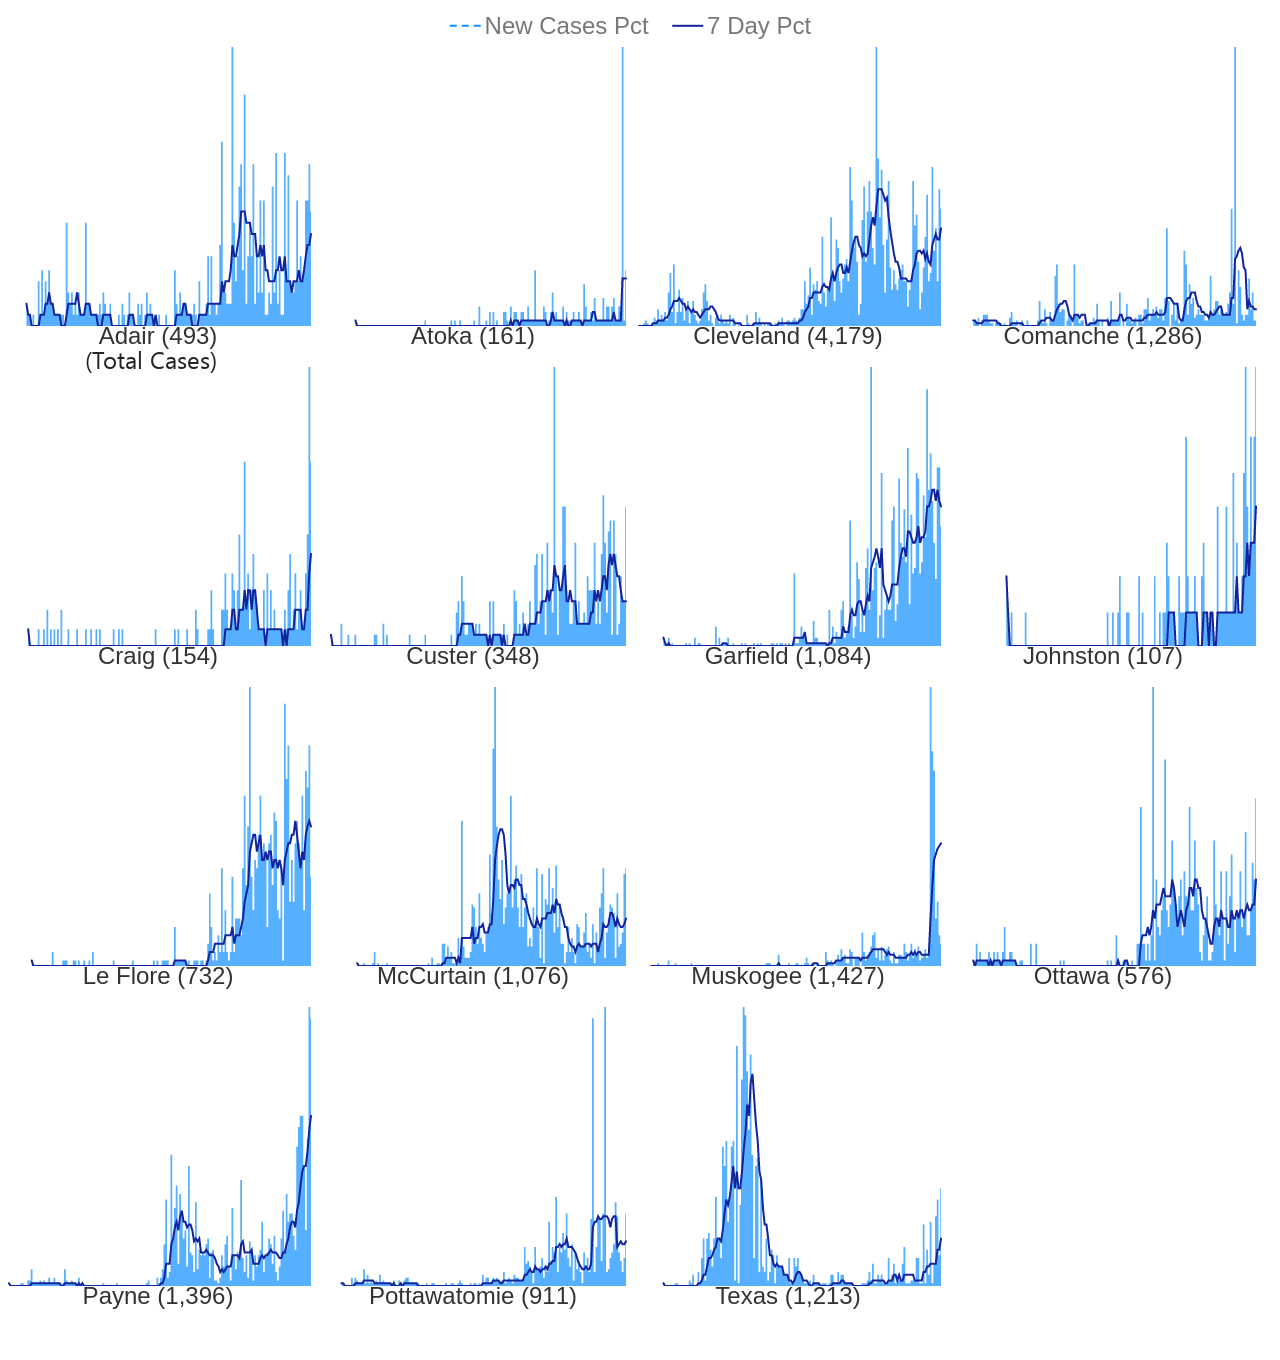 New Cases Pct 7 Day Pct
Adair (493) Atoka (161) Cleveland (4,179) Comanche (1,286)
(Total Cases)
Craig (154) Custer (348) Garfield (1,084) Johnston (107)
Le Flore (732) McCurtain (1,076) Muskogee (1,427) Ottawa (576)
Payne (1,396) Pottawatomie (911) Texas (1,213)